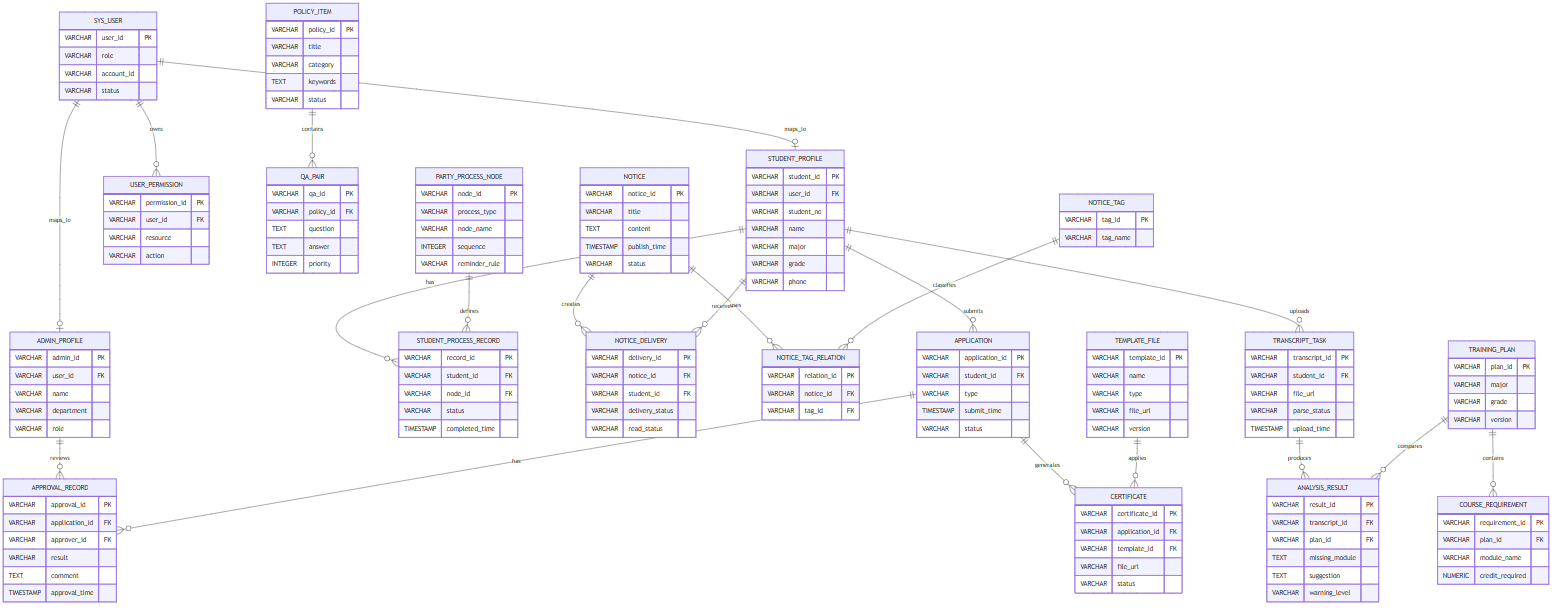 SYS_USER
VARCHAR user_id PK
VARCHAR role
VARCHAR account_id
VARCHAR status
POLICY_ITEM
VARCHAR policy_id PK
VARCHAR title
VARCHAR category
TEXT keywords
VARCHAR status
owns
contains
maps_to
USER_PERMISSION
VARCHAR permission_id PK
VARCHAR user_id FK
VARCHAR resource
VARCHAR action
QA_PAIR
VARCHAR qa_id PK
VARCHAR policy_id FK
TEXT question
TEXT answer
INTEGER priority
PARTY_PROCESS_NODE
VARCHAR node_id PK
VARCHAR process_type
VARCHAR node_name
INTEGER sequence
VARCHAR reminder_rule
NOTICE
VARCHAR notice_id PK
VARCHAR title
TEXT content
TIMESTAMP publish_time
VARCHAR status
STUDENT_PROFILE
VARCHAR student_id PK
VARCHAR user_id FK
VARCHAR student_no
VARCHAR name
VARCHAR major
VARCHAR grade
VARCHAR phone
NOTICE_TAG
VARCHAR tag_id PK
VARCHAR tag_name
maps_to
has
defines
creates
receives
uses
classifies
submits
uploads
ADMIN_PROFILE
VARCHAR admin_id PK
VARCHAR user_id FK
VARCHAR name
VARCHAR department
VARCHAR role
STUDENT_PROCESS_RECORD
VARCHAR record_id PK
VARCHAR student_id FK
VARCHAR node_id FK
VARCHAR status
TIMESTAMP completed_time
NOTICE_DELIVERY
VARCHAR delivery_id PK
VARCHAR notice_id FK
VARCHAR student_id FK
VARCHAR delivery_status
VARCHAR read_status
NOTICE_TAG_RELATION
VARCHAR relation_id PK
VARCHAR notice_id FK
VARCHAR tag_id FK
APPLICATION
VARCHAR application_id PK
VARCHAR student_id FK
VARCHAR type
TIMESTAMP submit_time
VARCHAR status
TEMPLATE_FILE
VARCHAR template_id PK
VARCHAR name
VARCHAR type
VARCHAR file_url
VARCHAR version
TRANSCRIPT_TASK
VARCHAR transcript_id PK
VARCHAR student_id FK
VARCHAR file_url
VARCHAR parse_status
TIMESTAMP upload_time
TRAINING_PLAN
VARCHAR plan_id PK
VARCHAR major
VARCHAR grade
VARCHAR version
reviews
has
generates
applies
produces
compares
contains
APPROVAL_RECORD
VARCHAR approval_id PK
VARCHAR application_id FK
VARCHAR approver_id FK
VARCHAR result
TEXT comment
TIMESTAMP approval_time
CERTIFICATE
VARCHAR certificate_id PK
VARCHAR application_id FK
VARCHAR template_id FK
VARCHAR file_url
VARCHAR status
ANALYSIS_RESULT
VARCHAR result_id PK
VARCHAR transcript_id FK
VARCHAR plan_id FK
TEXT missing_module
TEXT suggestion
VARCHAR warning_level
COURSE_REQUIREMENT
VARCHAR requirement_id PK
VARCHAR plan_id FK
VARCHAR module_name
NUMERIC credit_required